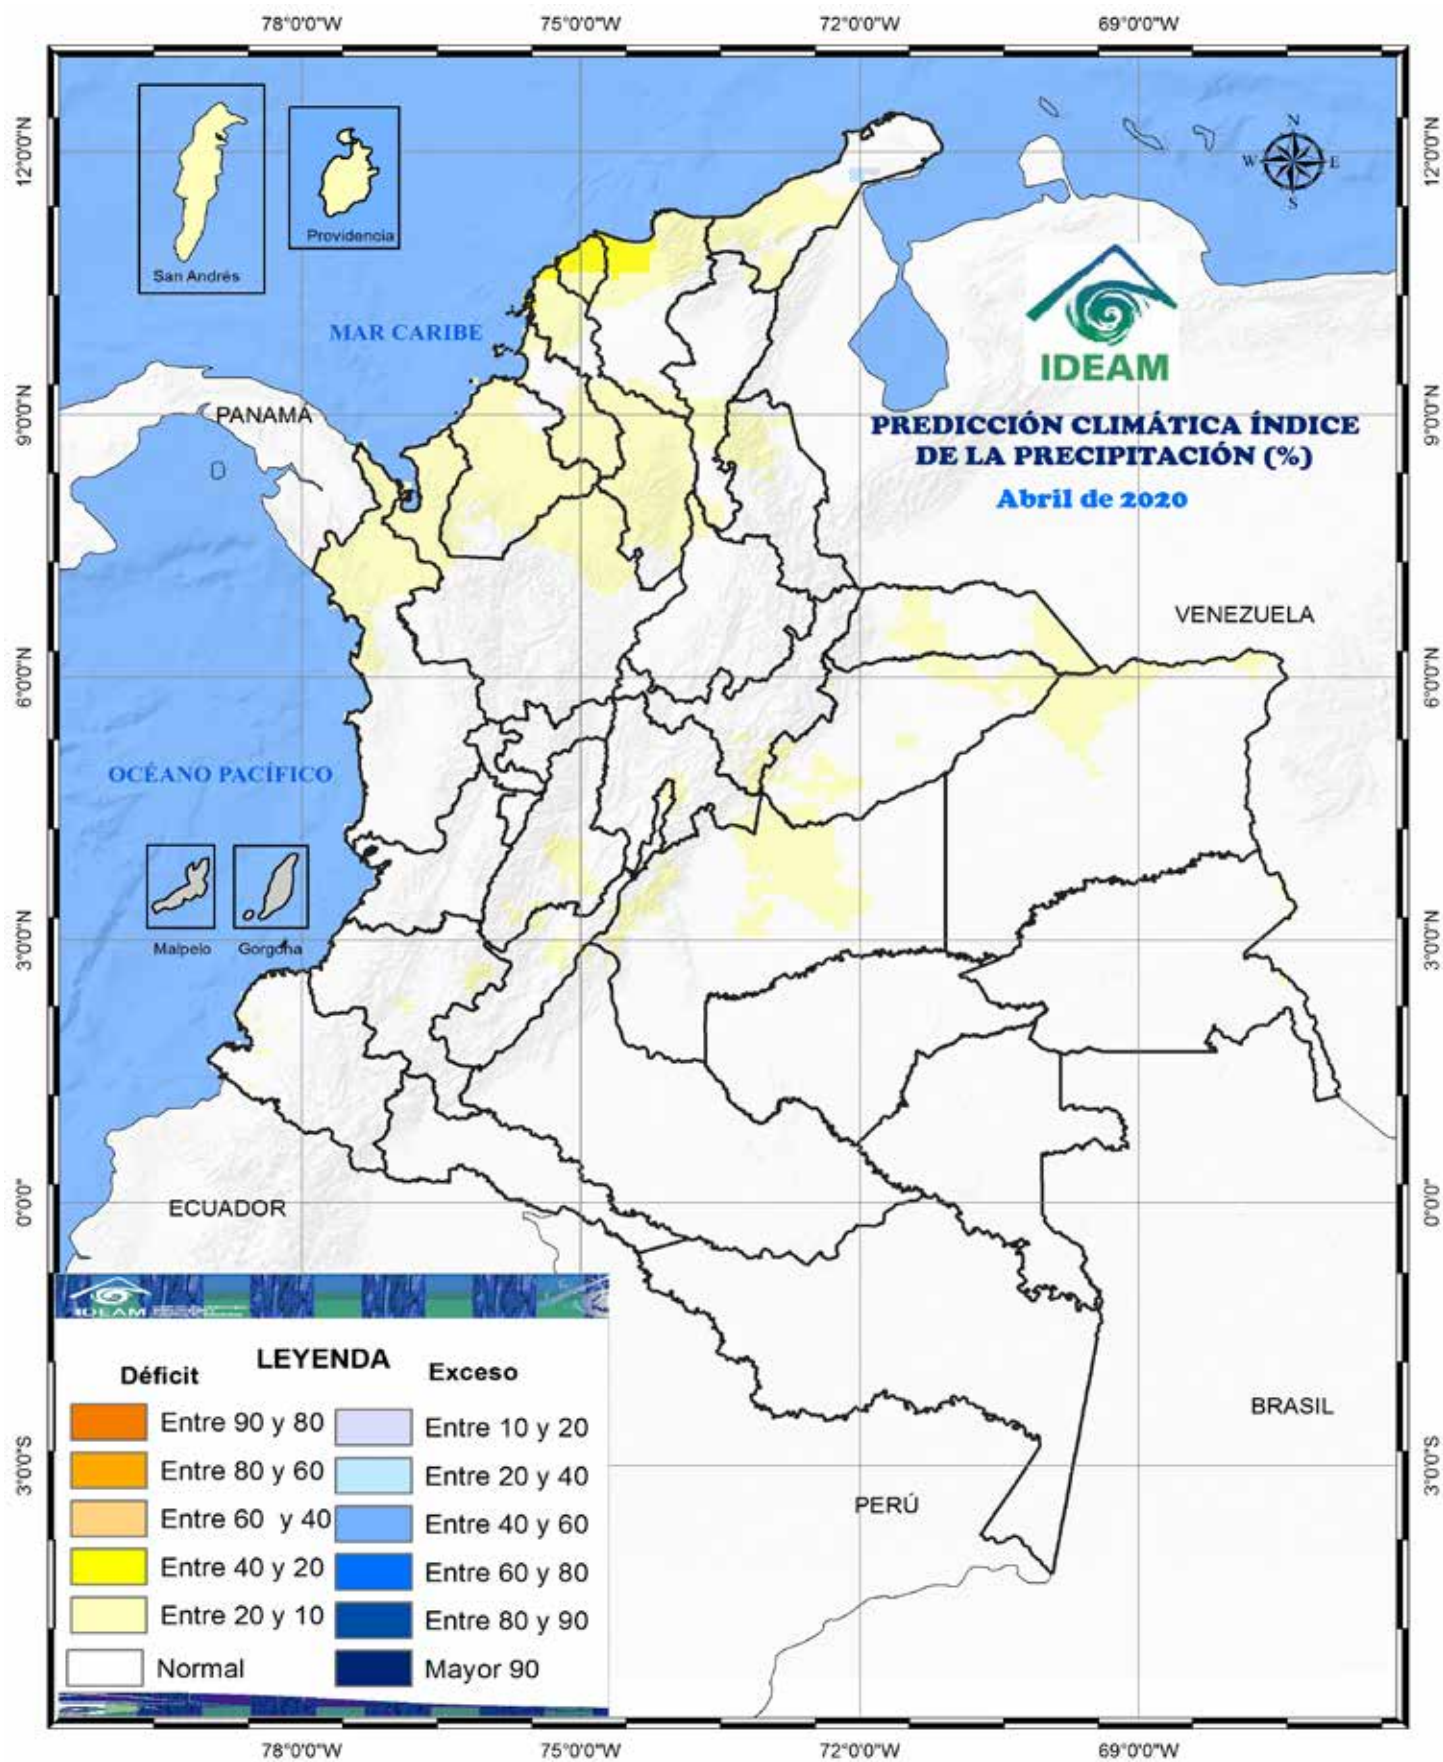 78°0'0"W 75°0'0"W 72°0'0"W 69°0'0"W
12°0'0"N 12°0'0"N
N
W E
S
Providencia
San Andrés
MAR CARIBE
IDEAM
PANAMÁ
9°0'0"N 9°0'0"N
PREDICCIÓN CLIMÁTICA ÍNDICE
DE LA PRECIPITACIÓN (%)
Abril de 2020
VENEZUELA
6°0'0"N 6°0'0"N
OCÉANO PACÍFICO
Malpelo Gorgona
3°0'0"N 3°0'0"N
ECUADOR
0°0'0" 0°0'0"
IDEAM
LEYENDA
Déficit Exceso
Entre 90 y 80 Entre 10 y 20
Entre 80 y 60 Entre 20 y 40
Entre 60 y 40 Entre 40 y 60
Entre 40 y 20 Entre 60 y 80
Entre 20 y 10 Entre 80 y 90
Normal Mayor 90
BRASIL
3°0'0"S 3°0'0"S
PERÚ
78°0'0"W 75°0'0"W 72°0'0"W 69°0'0"W